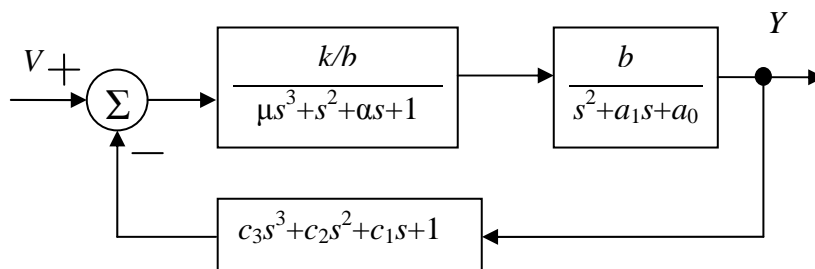 V + Y
Σ
k/b
μs³+s²+αs+1
b
s²+a₁s+a₀
—
c₃s³+c₂s²+c₁s+1